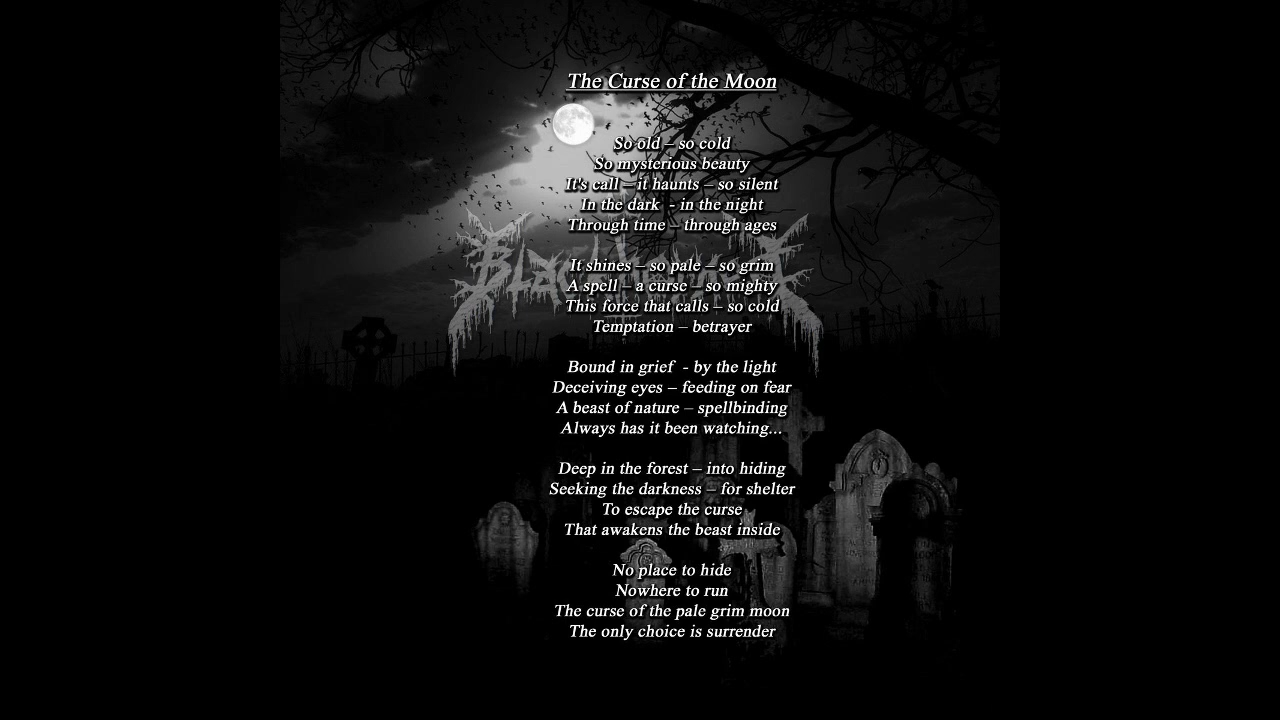 The Curse of the Moon
So old – so cold
So mysterious beauty
It's call – it haunts – so silent
In the dark  - in the night
Through time – through ages
It shines – so pale – so grim
A spell – a curse – so mighty
This force that calls – so cold
Temptation – betrayer
Bound in grief  - by the light
Deceiving eyes – feeding on fear
A beast of nature – spellbinding
Always has it been watching...
Deep in the forest – into hiding
Seeking the darkness – for shelter
To escape the curse
That awakens the beast inside
No place to hide
Nowhere to run
The curse of the pale grim moon
The only choice is surrender